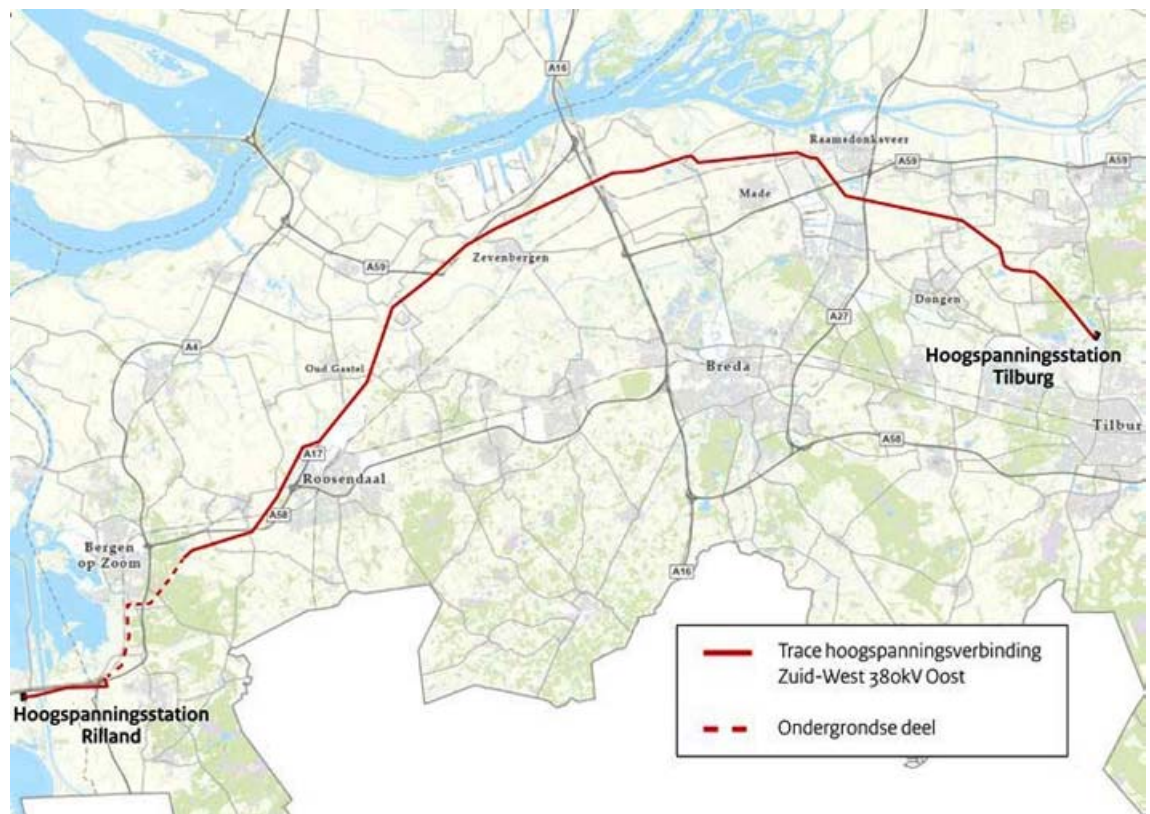 A16
Raamsdonksveer
A59
A59
Made
Zevenbergen
A59
Dongen
A27
A4
Hoogspanningsstation
Tilburg
Oud Gastel
Breda
Tilbur
A58
A17
Roosendaal
A58
Bergen
op Zoom
A16
Trace hoogspanningsverbinding
Zuid-West 380kV Oost
Ondergrondse deel
Hoogspanningsstation
Rilland